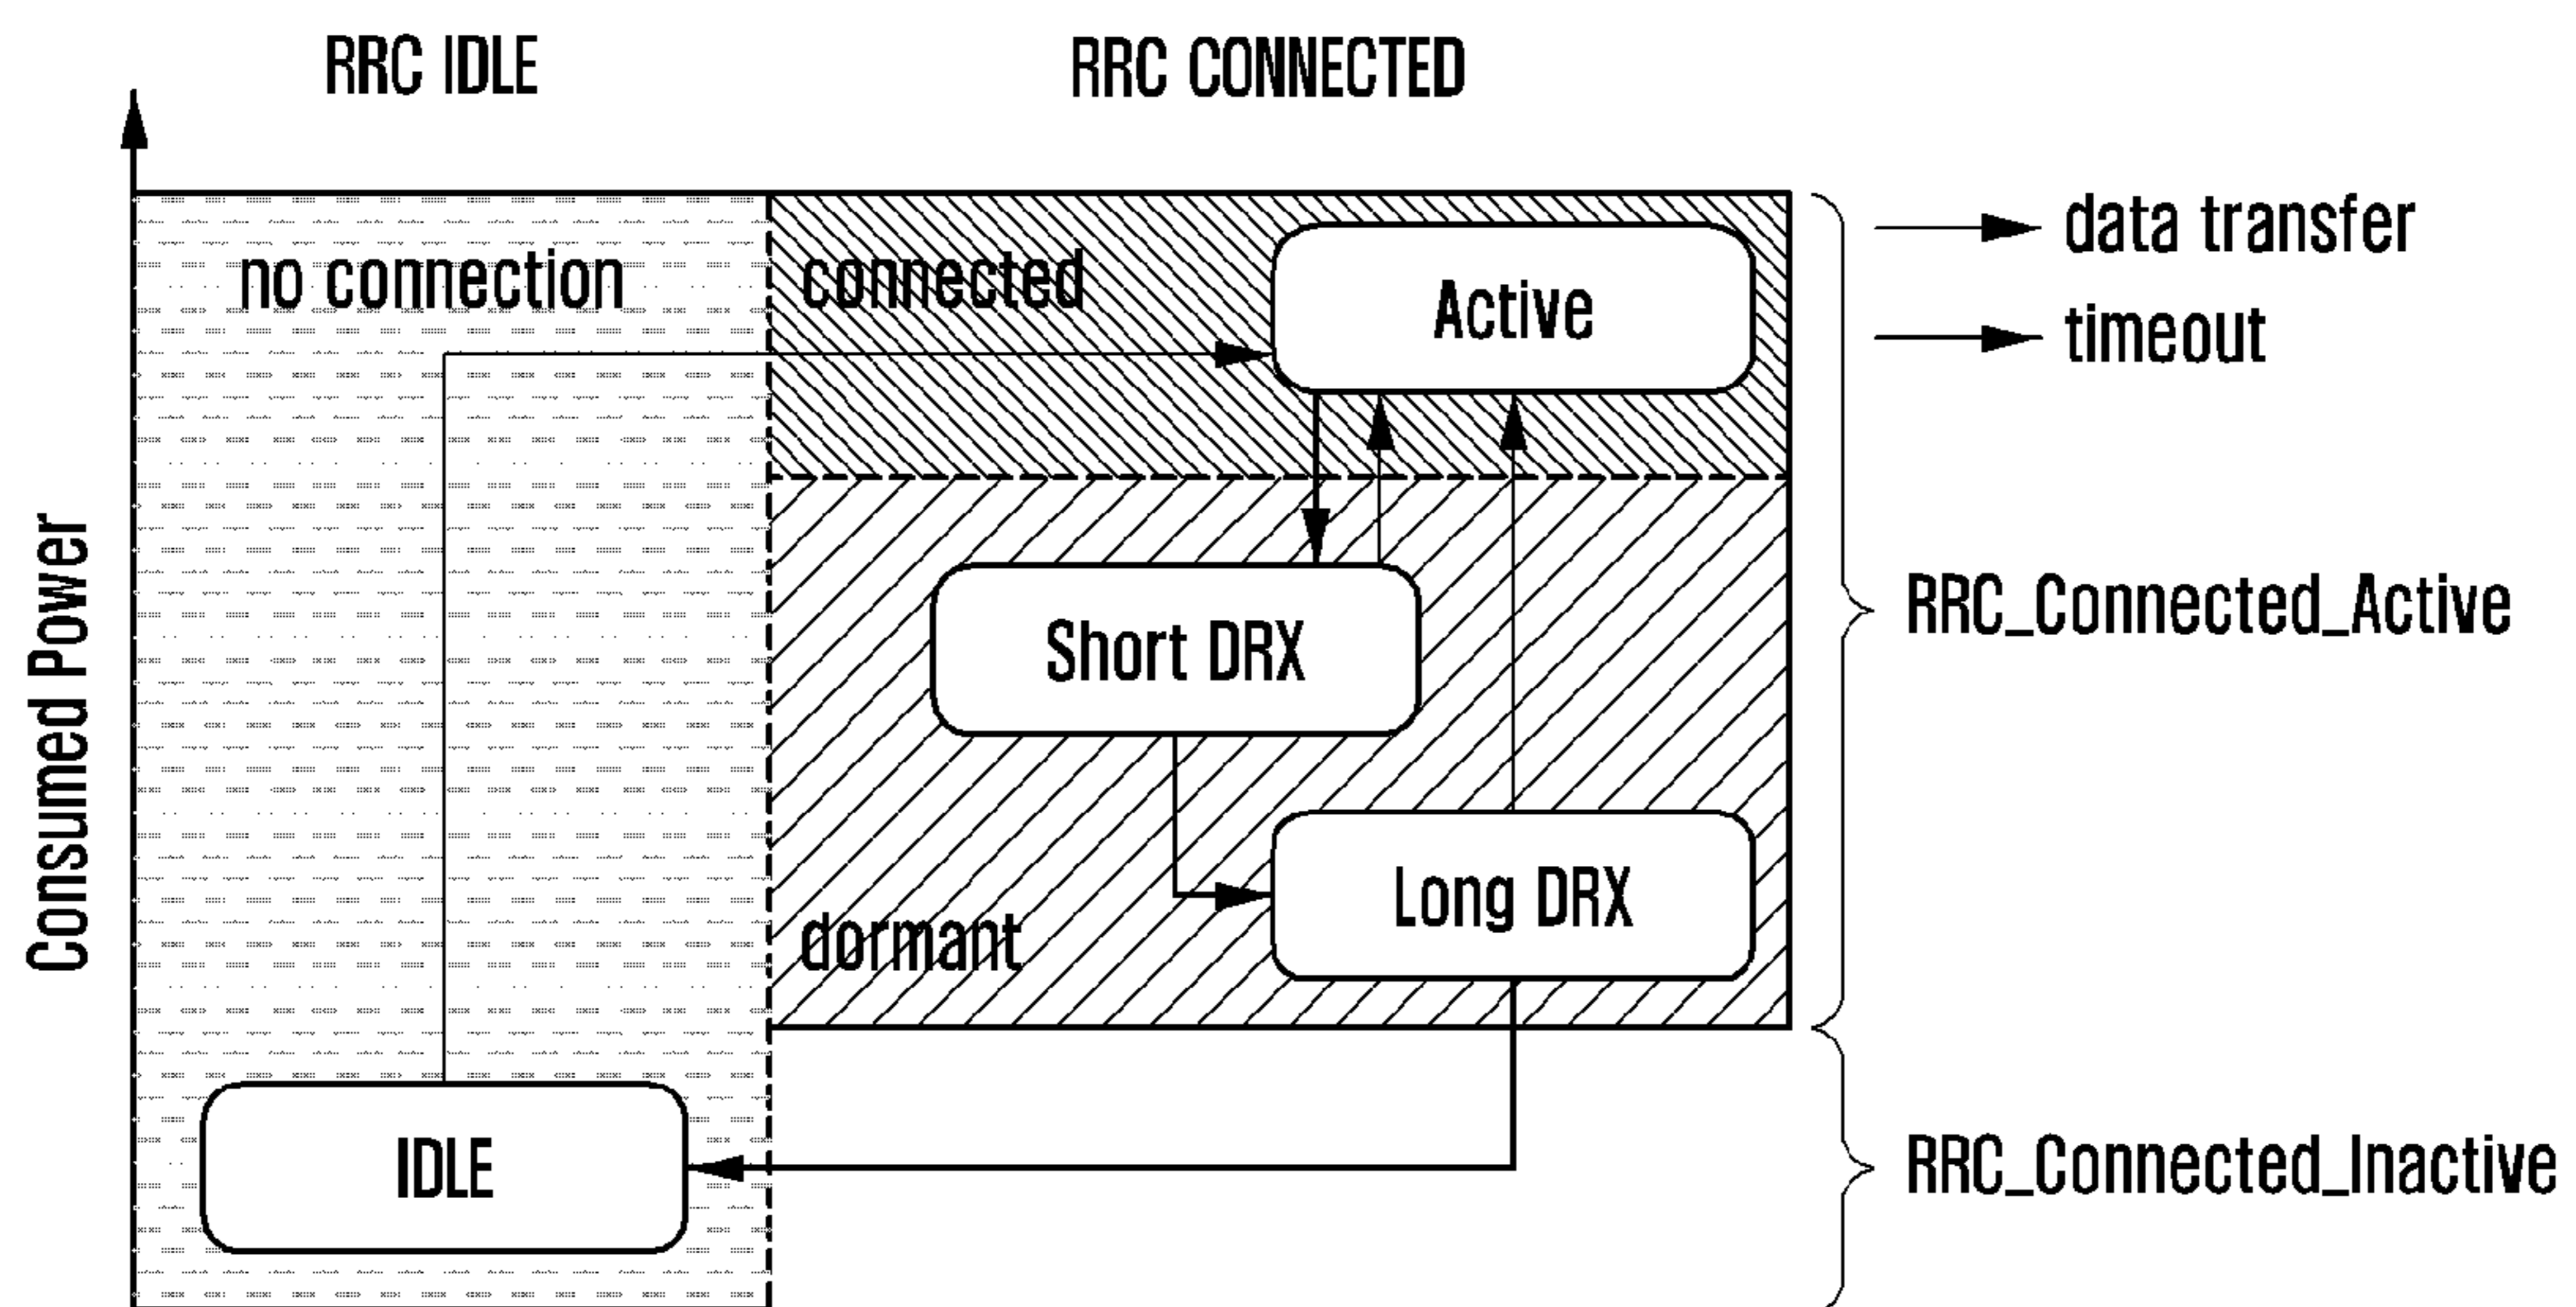 RRC IDLE
RRC CONNECTED
no connection
connected
Active
data transfer
timeout
Consumed Power
Short DRX
RRC_Connected_Active
Long DRX
dormant
IDLE
RRC_Connected_Inactive